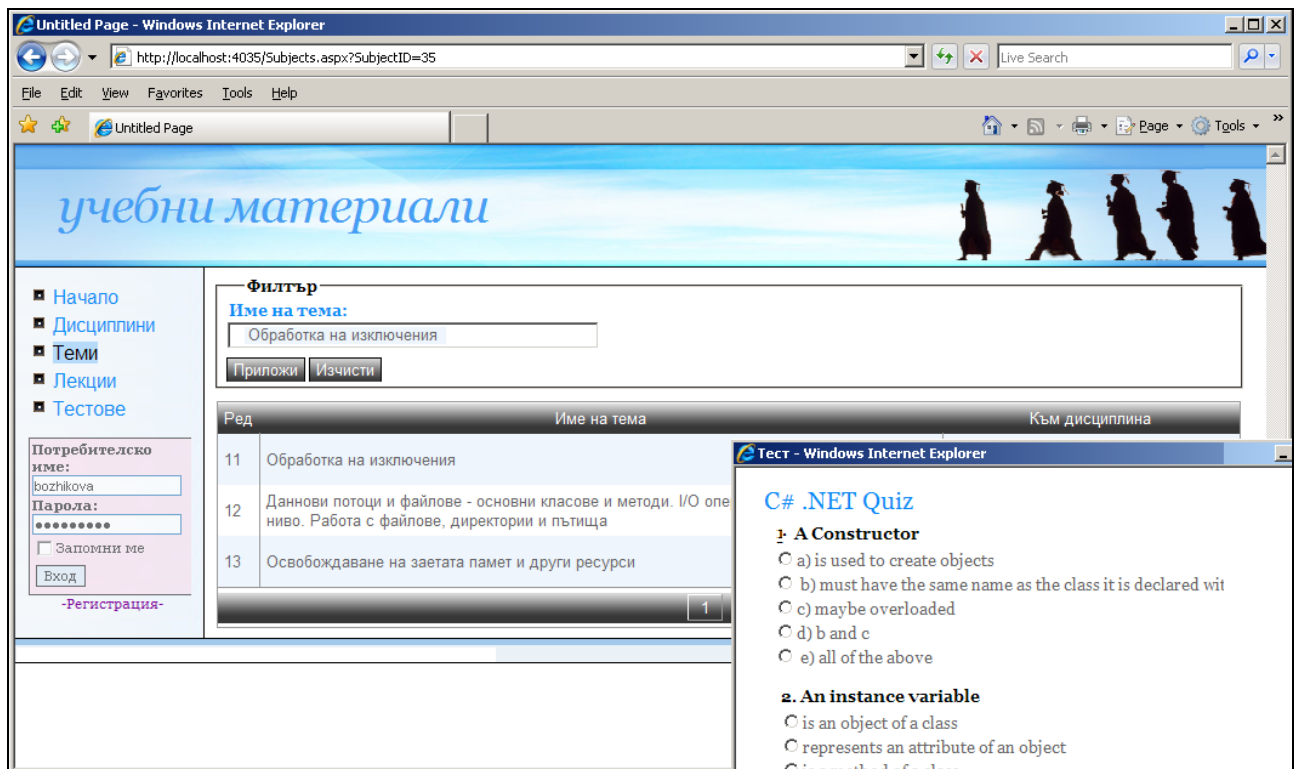 Untitled Page - Windows Internet Explorer
http://localhost:4035/Subjects.aspx?SubjectID=35
Live Search
File Edit View Favorites Tools Help
Untitled Page
Page Tools »
учебни материали
Начало
Дисциплини
Теми
Лекции
Тестове
Потребителско
име:
bozhikova
Парола:
Запомни ме
Вход
-Регистрация-
Филтър
Име на тема:
Обработка на изключения
Приложи Изчисти
Ред Име на тема Към дисциплина
11 Обработка на изключения
12 Даннови потоци и файлове - основни класове и методи. I/O опе
ниво. Работа с файлове, директории и пътища
13 Освобождаване на заетата памет и други ресурси
1
Тест - Windows Internet Explorer
C# .NET Quiz
1. A Constructor
a) is used to create objects
b) must have the same name as the class it is declared wit
c) maybe overloaded
d) b and c
e) all of the above
2. An instance variable
is an object of a class
represents an attribute of an object